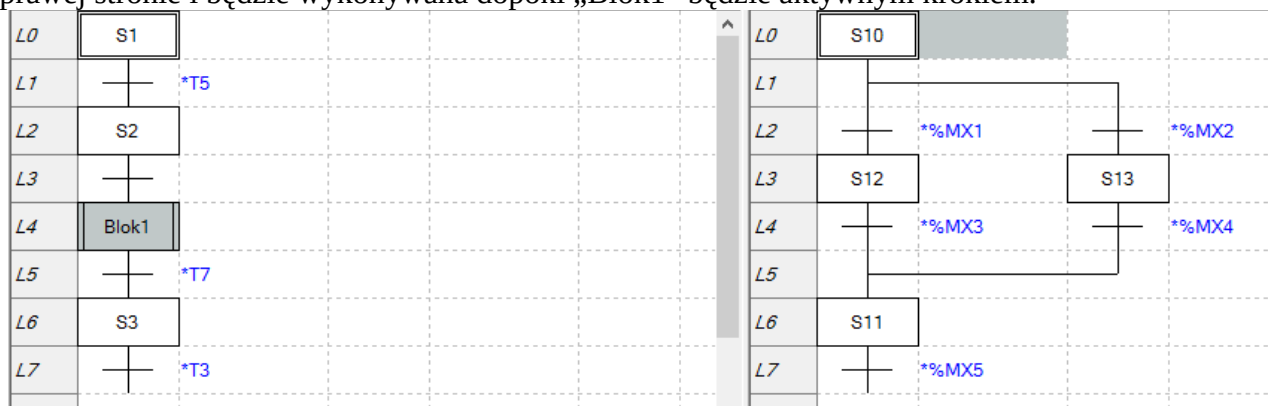 prawej stronie i będzie wykonywana dopóki „Blok1” będzie aktywnym krokiem.
L0 S1
L1 *T5
L2 S2
L3
L4 Blok1
L5 *T7
L6 S3
L7 *T3
L0 S10
L1
L2 *%MX1 *%MX2
L3 S12 S13
L4 *%MX3 *%MX4
L5
L6 S11
L7 *%MX5